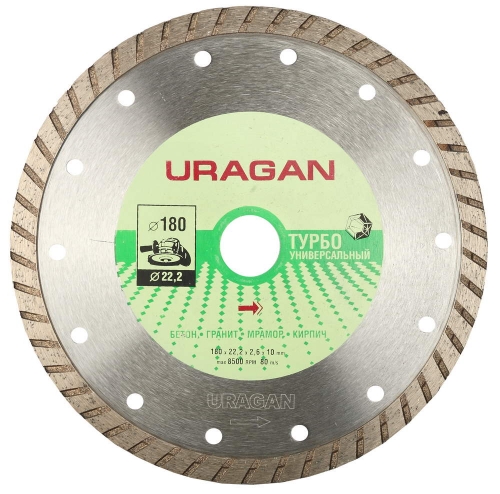 URAGAN
⌀180
⌀22,2
ТУРБО
УНИВЕРСАЛЬНЫЙ
БЕТОН • ГРАНИТ • МРАМОР • КИРПИЧ
180 x 22,2 x 2,6 x 10 mm
max 8500 RPM 80 m/s
URAGAN